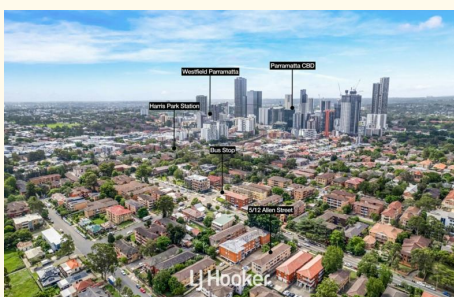 Parramatta CBD
Westfield Parramatta
Harris Park Station
Bus Stop
5/12 Allen Street
LJ Hooker